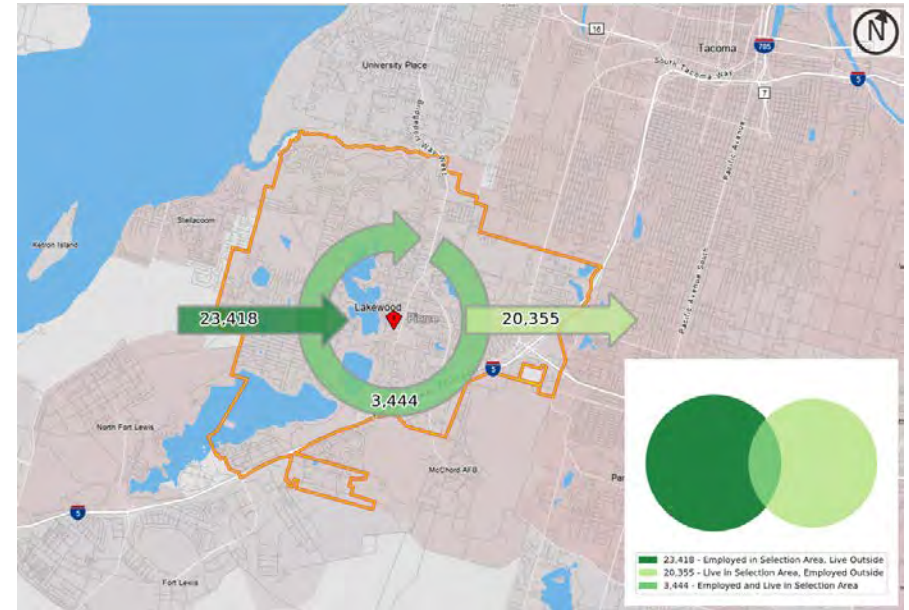 N
16
Tacoma
705
University Place
South Tacoma Way
5
7
Bridgeport Way West
Pacific Avenue
Steilacoom
Ketron Island
Lakewood
Pierce
23,418
20,355
Pacific Avenue South
5
3,444
North Fort Lewis
McChord AFB
Par
5
Fort Lewis
23,418 - Employed in Selection Area, Live Outside
20,355 - Live in Selection Area, Employed Outside
3,444 - Employed and Live in Selection Area